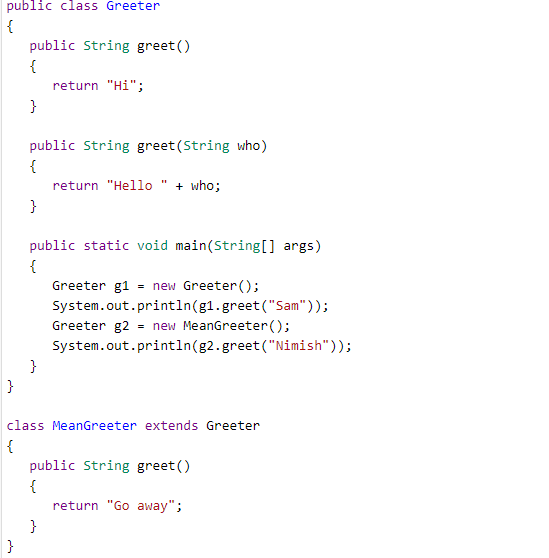 public class Greeter
{
   public String greet()
   {
      return "Hi";
   }

   public String greet(String who)
   {
      return "Hello " + who;
   }

   public static void main(String[] args)
   {
      Greeter g1 = new Greeter();
      System.out.println(g1.greet("Sam"));
      Greeter g2 = new MeanGreeter();
      System.out.println(g2.greet("Nimish"));
   }
}

class MeanGreeter extends Greeter
{
   public String greet()
   {
      return "Go away";
   }
}